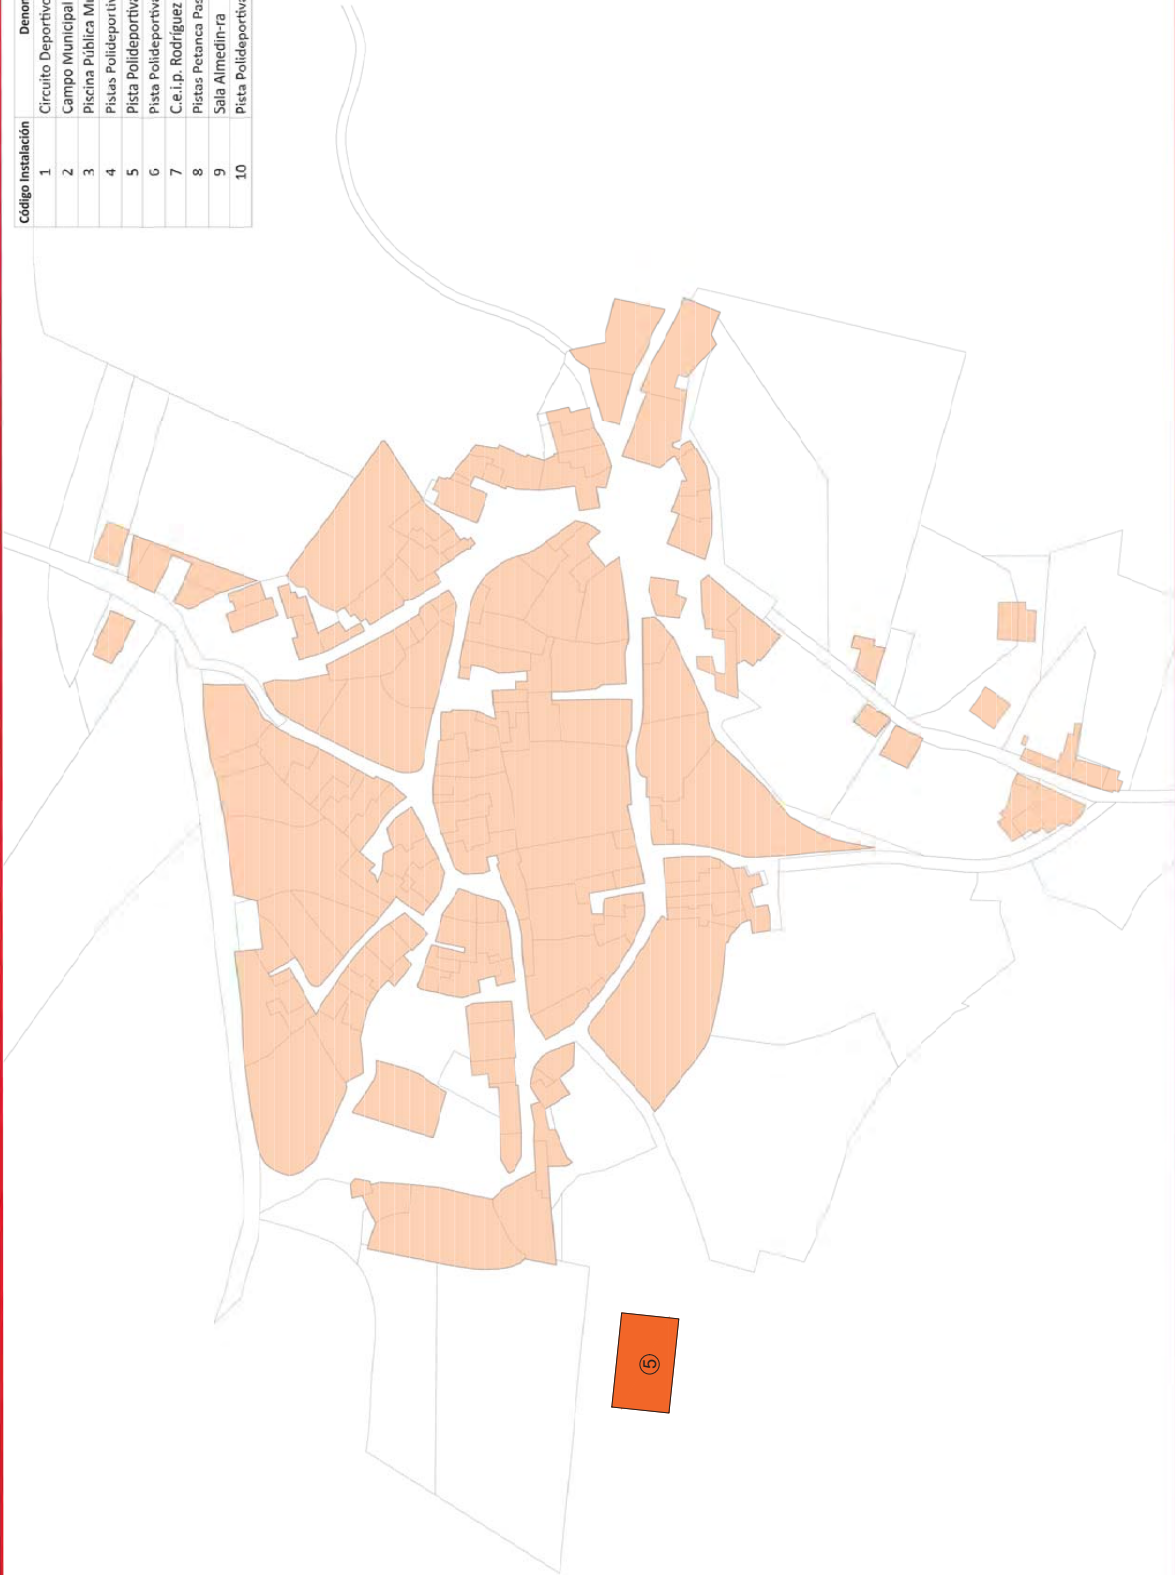 Código Instalación Denor
1 Circuito Deportivo
2 Campo Municipal
3 Piscina Pública Mu
4 Pistas Polideportiv
5 Pista Polideportiva
6 Pista Polideportiva
7 C.e.i.p. Rodríguez
8 Pistas Petanca Pas
9 Sala Almedin-ra
10 Pista Polideportiva
⑤